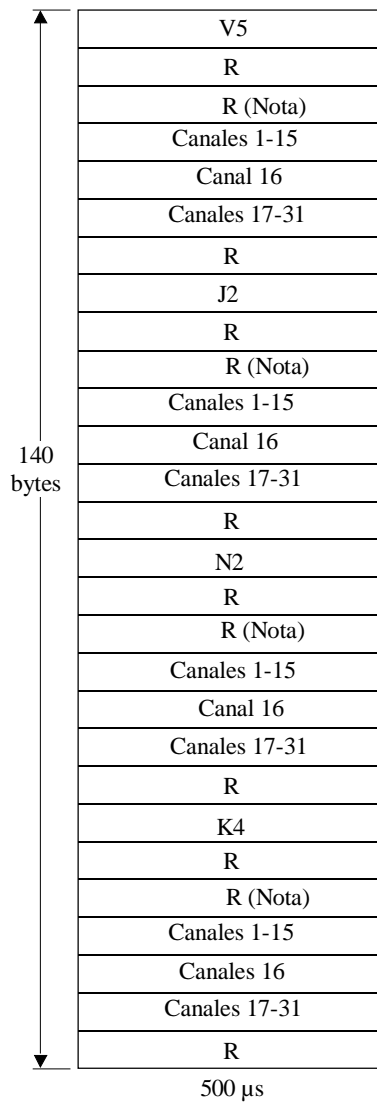 V5
R
R (Nota)
Canales 1-15
Canal 16
Canales 17-31
R
J2
R
R (Nota)
Canales 1-15
Canal 16
Canales 17-31
R
N2
R
R (Nota)
Canales 1-15
Canal 16
Canales 17-31
R
K4
R
R (Nota)
Canales 1-15
Canales 16
Canales 17-31
R
140
bytes
500 µs